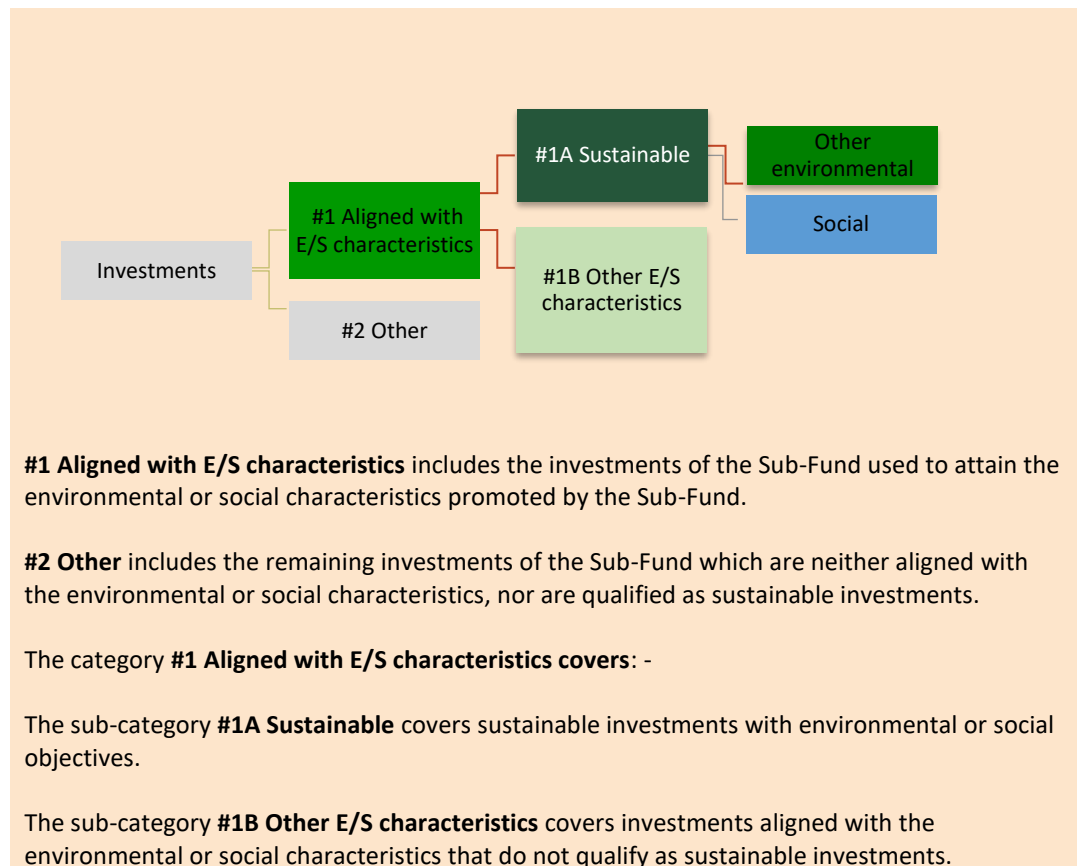 #1A Sustainable
Other
environmental
#1 Aligned with
E/S characteristics
Social
Investments
#1B Other E/S
characteristics
#2 Other
#1 Aligned with E/S characteristics includes the investments of the Sub-Fund used to attain the
environmental or social characteristics promoted by the Sub-Fund.
#2 Other includes the remaining investments of the Sub-Fund which are neither aligned with
the environmental or social characteristics, nor are qualified as sustainable investments.
The category #1 Aligned with E/S characteristics covers: -
The sub-category #1A Sustainable covers sustainable investments with environmental or social
objectives.
The sub-category #1B Other E/S characteristics covers investments aligned with the
environmental or social characteristics that do not qualify as sustainable investments.